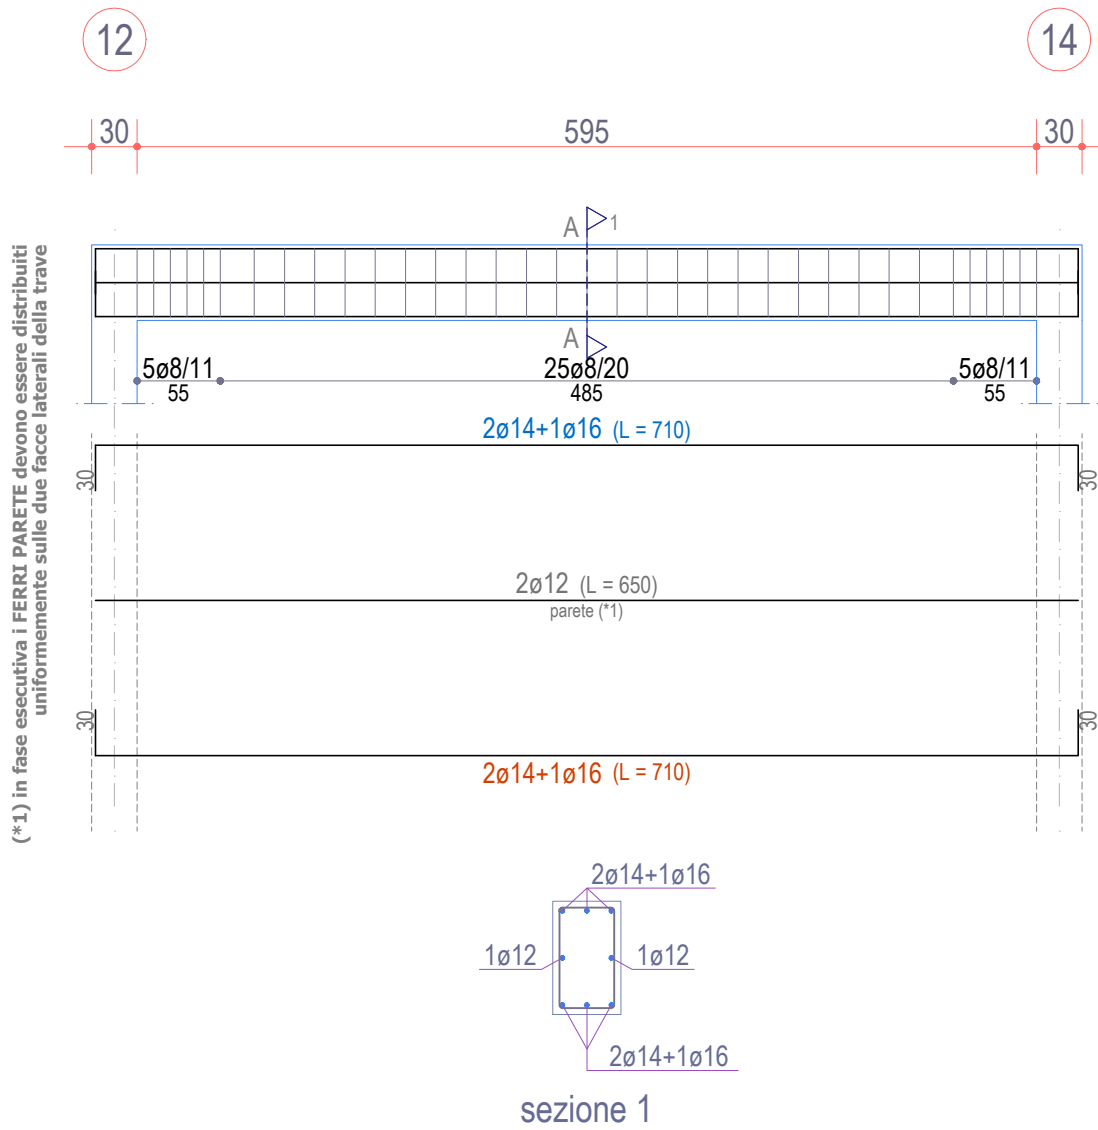 12
14
30
595
30
(*1) in fase esecutiva i FERRI PARETE devono essere distribuiti
uniformemente sulle due facce laterali della trave
A
1
A
5ø8/11
55
25ø8/20
485
5ø8/11
55
2ø14+1ø16 (L = 710)
30
30
2ø12 (L = 650)
parete (*1)
30
30
2ø14+1ø16 (L = 710)
2ø14+1ø16
1ø12
1ø12
2ø14+1ø16
sezione 1